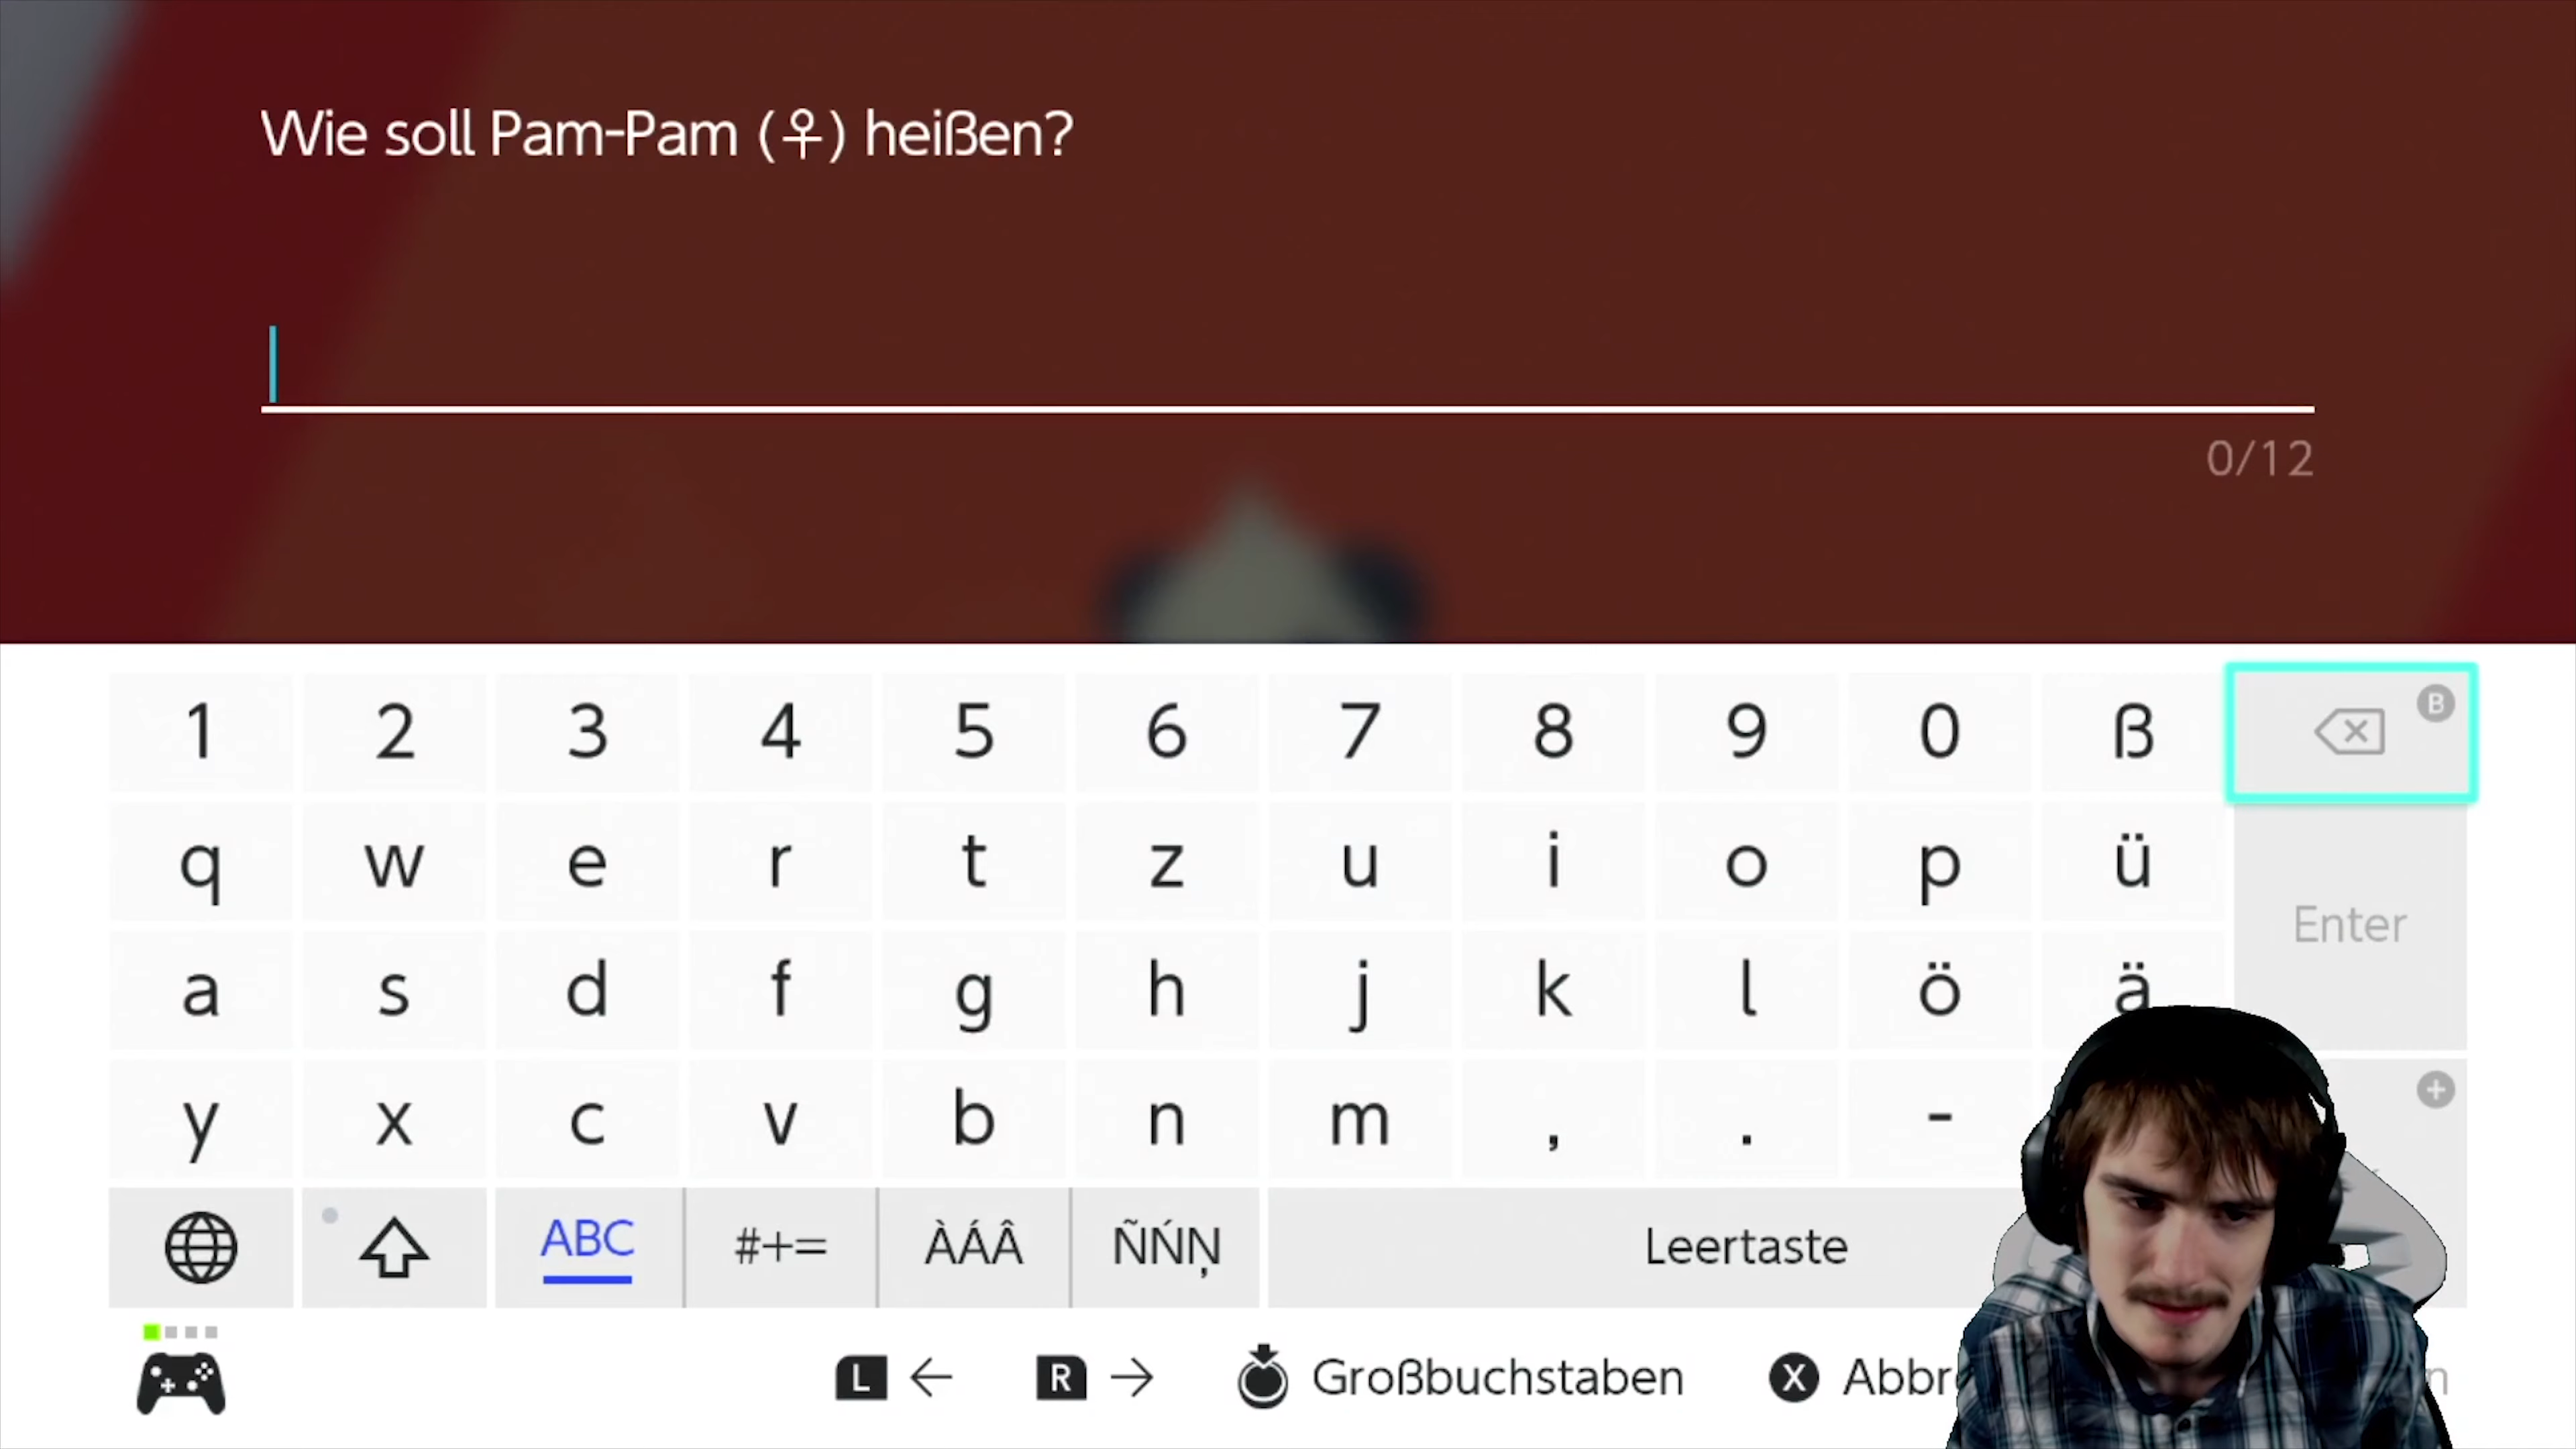 Wie soll Pam-Pam (♀) heißen?
0/12
1 2 3 4 5 6 7 8 9 0 ß B
q w e r t z u i o p ü
Enter
a s d f g h j k l ö ä
y x c v b n m , . - +
ABC #+= ÀÁÂ ÑŃŅ Leertaste
L ← R → Großbuchstaben X